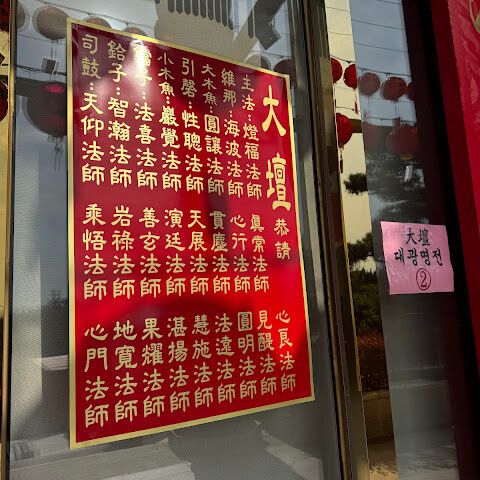 大壇
主法:燈福法師
維那:海波法師
大木魚:圓讓法師
引磬:性聰法師
小木魚:嚴覺法師
子:法喜法師
鉿子:智瀚法師
司鼓:天仰法師
恭請
眞常法師
心行法師
貫塵法師
天展法師
演廷法師
善玄法師
岩祿法師
乘悟法師
心良法師
見醒法師
圓明法師
法遠法師
慧施法師
湛揚法師
果耀法師
地寬法師
心門法師
大壇
대광명전
②